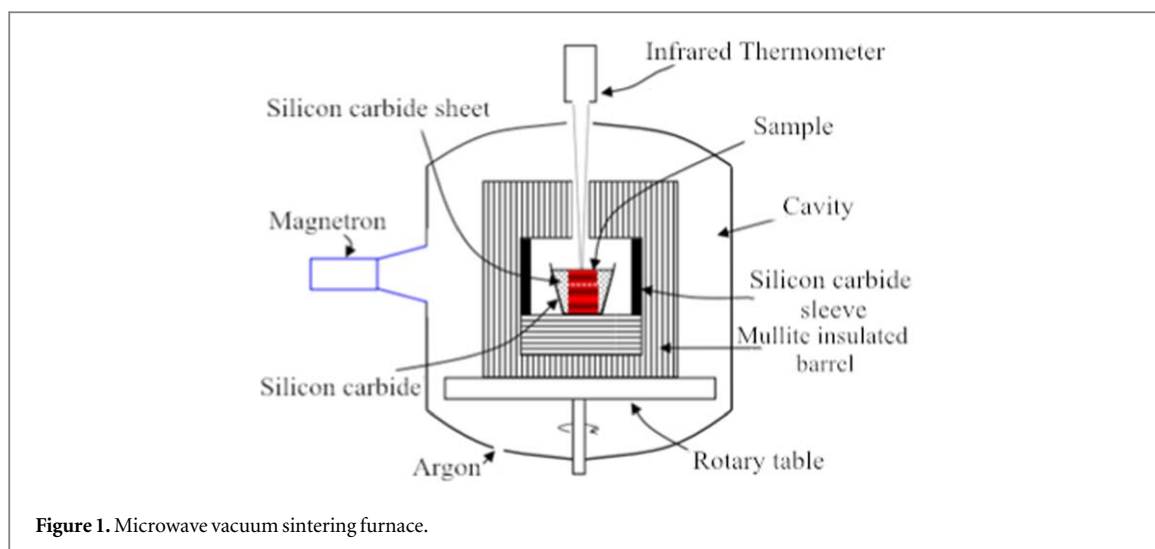 Infrared Thermometer
Silicon carbide sheet
Sample
Magnetron
Cavity
Silicon carbide
sleeve
Mullite insulated
barrel
Silicon carbide
Argon
Rotary table
Figure 1. Microwave vacuum sintering furnace.